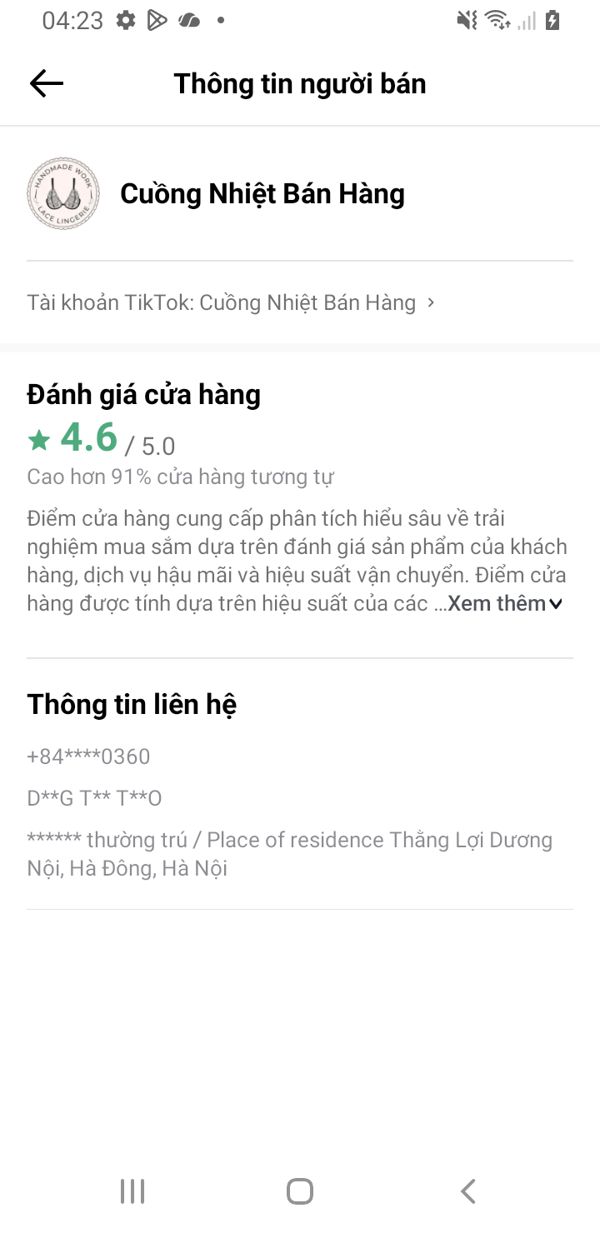 04:23
Thông tin người bán
HANDMADE WORK
LACE LINGERIE
Cuồng Nhiệt Bán Hàng
Tài khoản TikTok: Cuồng Nhiệt Bán Hàng
Đánh giá cửa hàng
4.6 / 5.0
Cao hơn 91% cửa hàng tương tự
Điểm cửa hàng cung cấp phân tích hiểu sâu về trải
nghiệm mua sắm dựa trên đánh giá sản phẩm của khách
hàng, dịch vụ hậu mãi và hiệu suất vận chuyển. Điểm cửa
hàng được tính dựa trên hiệu suất của các ...Xem thêm
Thông tin liên hệ
+84****0360
D**G T** T**O
****** thường trú / Place of residence Thằng Lợi Dương
Nội, Hà Đông, Hà Nội